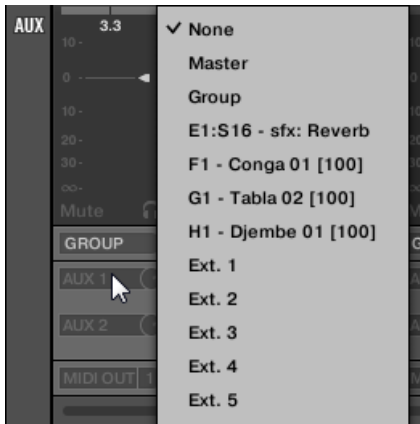 AUX
3.3
10 -
0 -
10 -
20 -
30 -
∞-
Mute
GROUP
AUX 1
AUX 2
MIDI OUT 1
✓ None
Master
Group
E1:S16 - sfx: Reverb
F1 - Conga 01 [100]
G1 - Tabla 02 [100]
H1 - Djembe 01 [100]
Ext. 1
Ext. 2
Ext. 3
Ext. 4
Ext. 5